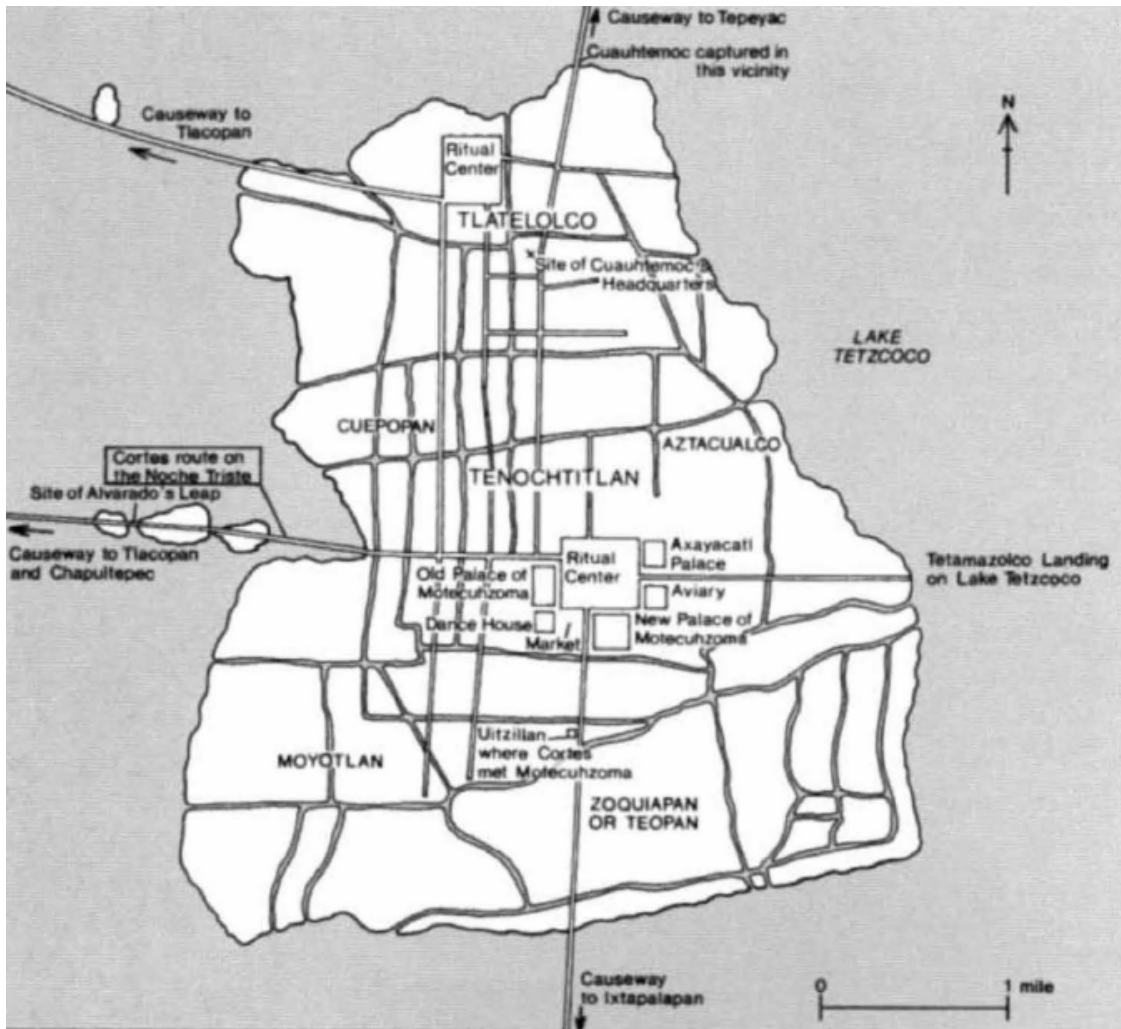 Causeway to Tepeyac
Cuauhtemoc captured in
this vicinity
Causeway to
Tlacopan
N
Ritual
Center
TLATELOLCO
Site of Cuauhtemoc's
Headquarters
LAKE
TETZCOCO
CUEPOPAN
AZTACUALCO
Cortes route on
the Noche Triste
TENOCHTITLAN
Site of Alvarado's Leap
Causeway to Tlacopan
and Chapultepec
Ritual
Center
Axayacatl
Palace
Tetamazolco Landing
on Lake Tetzcoco
Old Palace of
Motecuhzoma
Aviary
Dance House
Market
New Palace of
Motecuhzoma
Uitzillan
where Cortes
met Motecuhzoma
MOYOTLAN
ZOQUIAPAN
OR TEOPAN
Causeway
to Ixtapalapan
0 1 mile